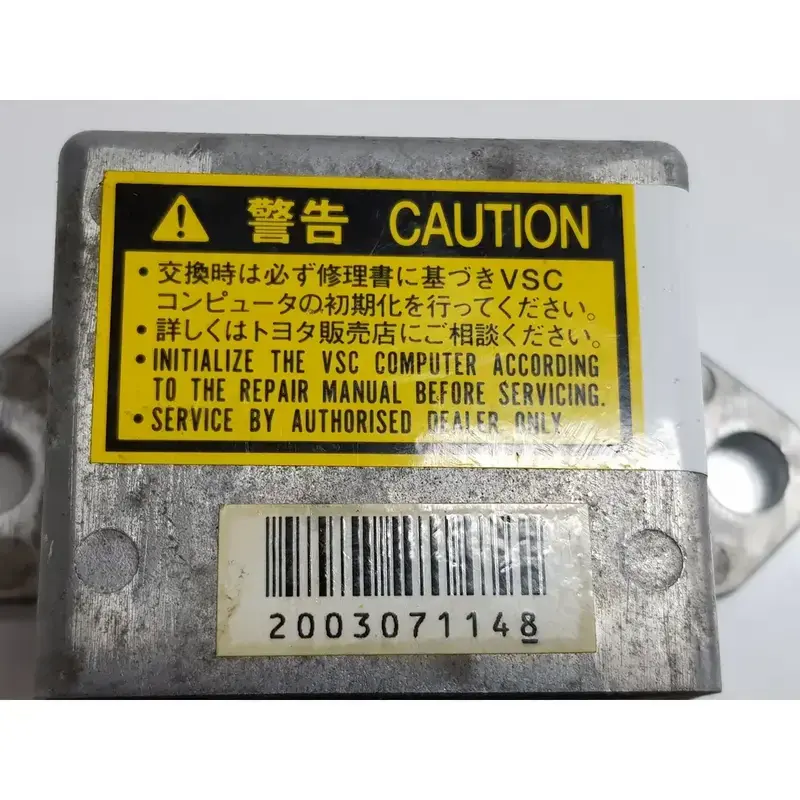 警告 CAUTION
・交換時は必ず修理書に基づきVSC
コンピュータの初期化を行ってください。
・詳しくはトヨタ販売店にご相談ください。
・INITIALIZE THE VSC COMPUTER ACCORDING
TO THE REPAIR MANUAL BEFORE SERVICING.
・SERVICE BY AUTHORISED DEALER ONLY
20030711148